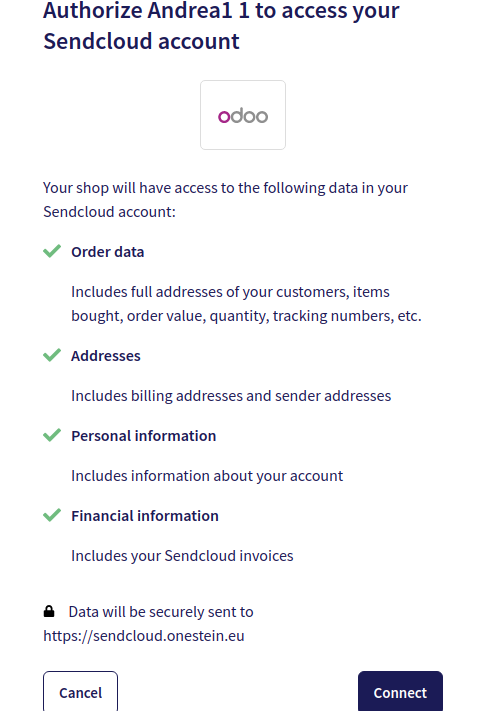 Authorize Andrea1 1 to access your
Sendcloud account
odoo
Your shop will have access to the following data in your
Sendcloud account:
Order data
Includes full addresses of your customers, items
bought, order value, quantity, tracking numbers, etc.
Addresses
Includes billing addresses and sender addresses
Personal information
Includes information about your account
Financial information
Includes your Sendcloud invoices
Data will be securely sent to
https://sendcloud.onestein.eu
Cancel
Connect